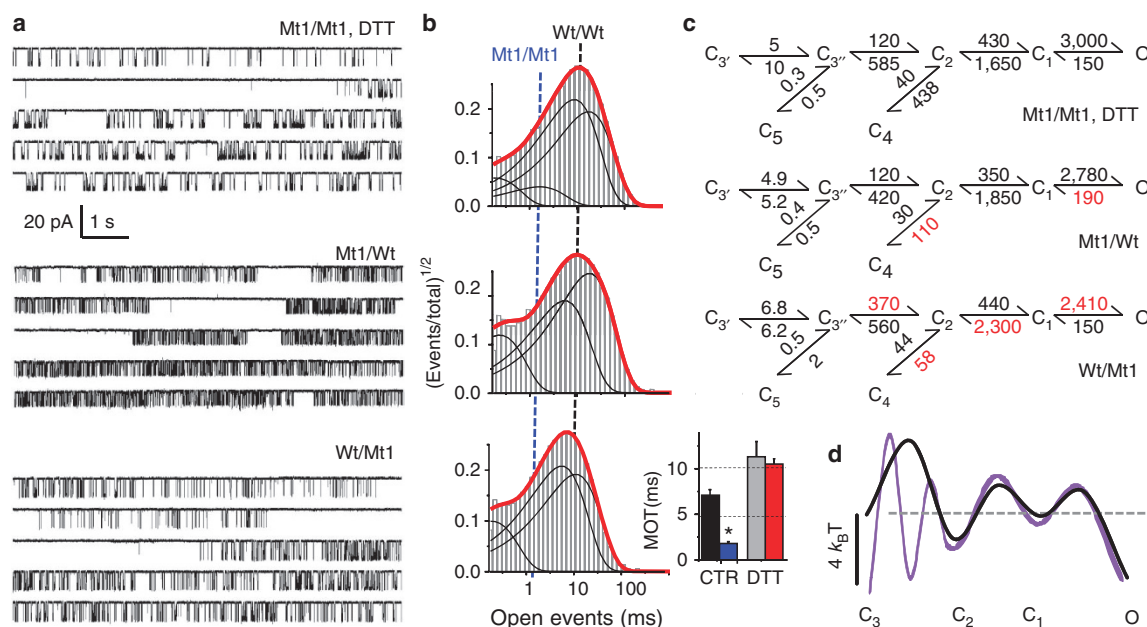 a
Mt1/Mt1, DTT
20 pA
1 s
Mt1/Wt
Wt/Mt1
b
Wt/Wt
Mt1/Mt1
0.2
0.1
0.0
0.2
0.1
0.0
0.2
0.1
0.0
(Events/total)1/2
1 10 100
Open events (ms)
MOT(ms)
10
5
0
*
CTR DTT
c
C3′ 5 10 C3″ 120 585 C2 430 1,650 C1 3,000 150 O
0.3 0.5 40 438
C5 C4
Mt1/Mt1, DTT
C3′ 4.9 5.2 C3″ 120 420 C2 350 1,850 C1 2,780 190 O
0.4 0.5 30 110
C5 C4
Mt1/Wt
C3′ 6.8 6.2 C3″ 370 560 C2 440 2,300 C1 2,410 150 O
0.5 2 44 58
C5 C4
Wt/Mt1
d
4 kBT
C3 C2 C1 O